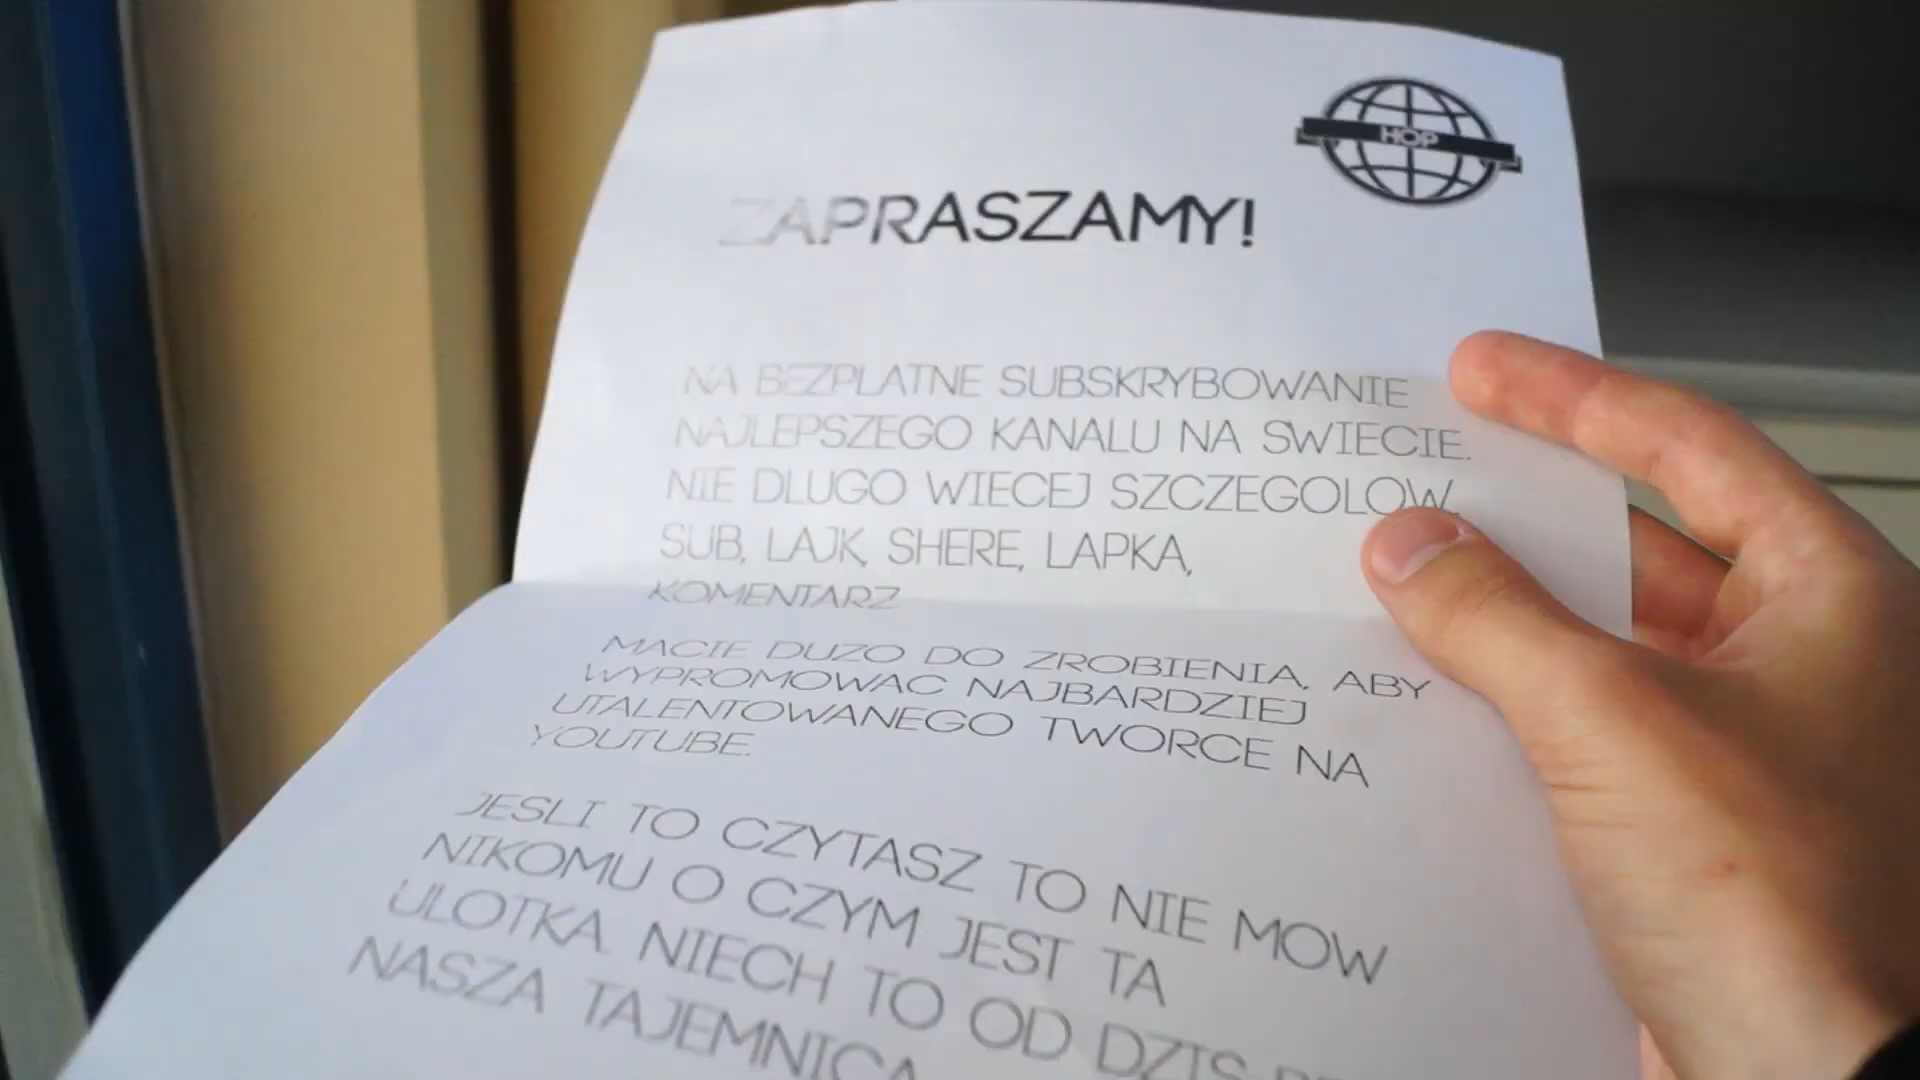 HOP
ZAPRASZAMY!
NA BEZPLATNE SUBSKRYBOWANIE
NAJLEPSZEGO KANALU NA SWIECIE.
NIE DLUGO WIECEJ SZCZEGOLOW.
SUB, LAJK, SHERE, LAPKA,
KOMENTARZ
MACIE DUZO DO ZROBIENIA, ABY
WYPROMOWAC NAJBARDZIEJ
UTALENTOWANEGO TWORCE NA
YOUTUBE.
JESLI TO CZYTASZ TO NIE MOW
NIKOMU O CZYM JEST TA
ULOTKA. NIECH TO OD DZIS
NASZA TAJEMNICA